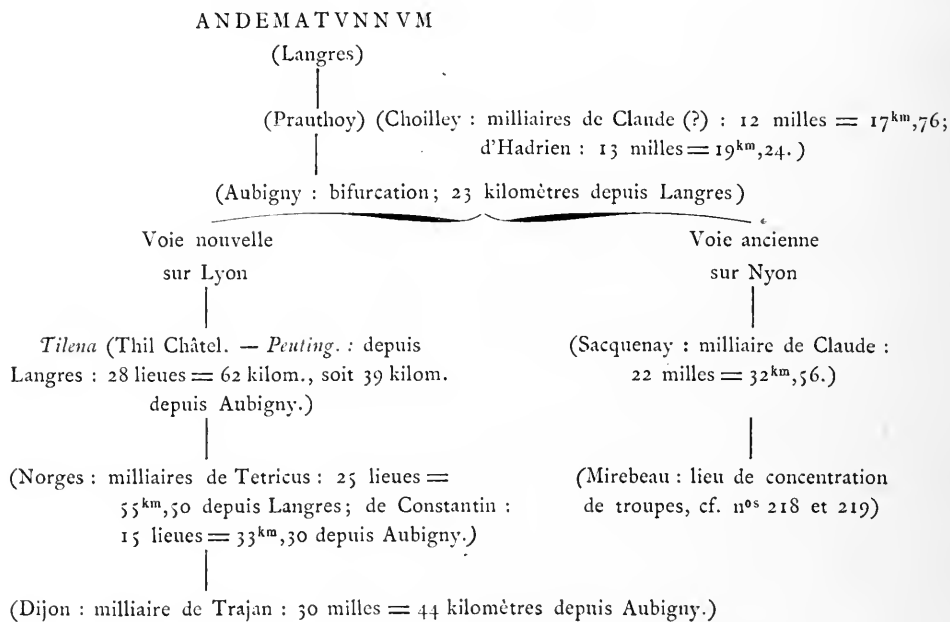 ANDEMATVNNVM
(Langres)
(Prauthoy) (Choilley : milliaires de Claude (?) : 12 milles = 17km,76;
d'Hadrien : 13 milles = 19km,24.)
(Aubigny : bifurcation; 23 kilomètres depuis Langres)
Voie nouvelle
sur Lyon
Tilena (Thil Châtel. — Peuting. : depuis
Langres : 28 lieues = 62 kilom., soit 39 kilom.
depuis Aubigny.)
(Norges : milliaires de Tetricus : 25 lieues =
55km,50 depuis Langres; de Constantin :
15 lieues = 33km,30 depuis Aubigny.)
(Dijon : milliaire de Trajan : 30 milles = 44 kilomètres depuis Aubigny.)
Voie ancienne
sur Nyon
(Sacquenay : milliaire de Claude :
22 milles = 32km,56.)
(Mirebeau : lieu de concentration
de troupes, cf. nos 218 et 219)